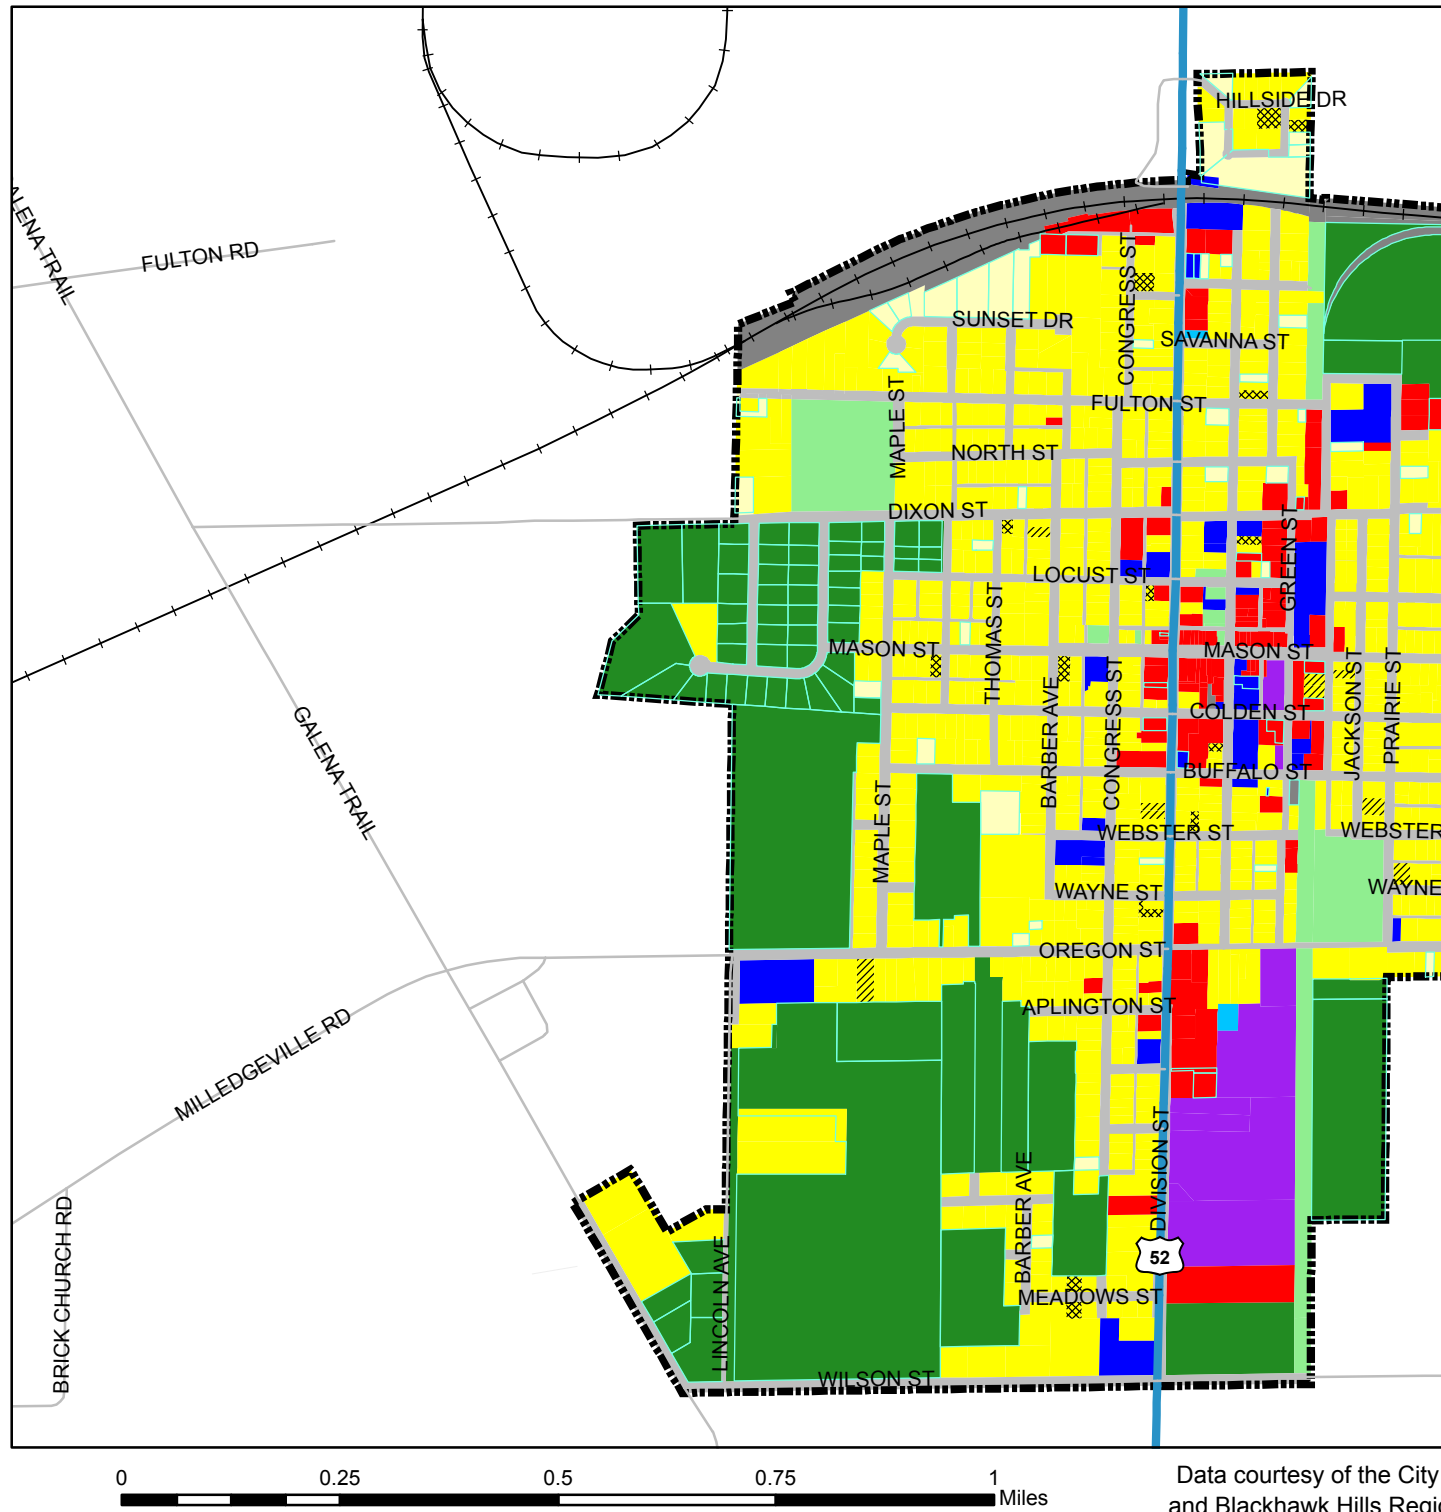 HILLSIDE DR
ALENA TRAIL
FULTON RD
CONGRESS ST
SUNSET DR
SAVANNA ST
MAPLE ST
FULTON ST
NORTH ST
DIXON ST
GREEN ST
LOCUST ST
THOMAS ST
MASON ST
MASON ST
JACKSON ST
PRAIRIE ST
BARBER AVE
CONGRESS ST
COLDEN ST
GALENA TRAIL
BUFFALO ST
MAPLE ST
WEBSTER ST
WEBSTER
WAYNE ST
WAYNE
OREGON ST
APLINGTON ST
MILLEDGEVILLE RD
DIVISION ST
BARBER AVE
BRICK CHURCH RD
LINCOLN AVE
52
MEADOWS ST
WILSON ST
0 0.25 0.5 0.75 1
Miles
Data courtesy of the City
and Blackhawk Hills Regio